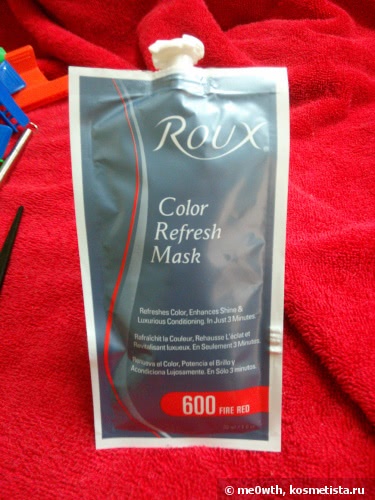 ROUX®
Color
Refresh
Mask
Refreshes Color, Enhances Shine &
Luxurious Conditioning. In Just 3 Minutes.
Rafraîchit la Couleur, Rehausse L'éclat et
Revitalisant luxueux. En Seulement 3 Minutes.
el Color, Potencia el Brillo y
Acondiciona Lujosamente. En Sólo 3 minutos.
600 FIRE RED
© me0wth, kosmetista.ru